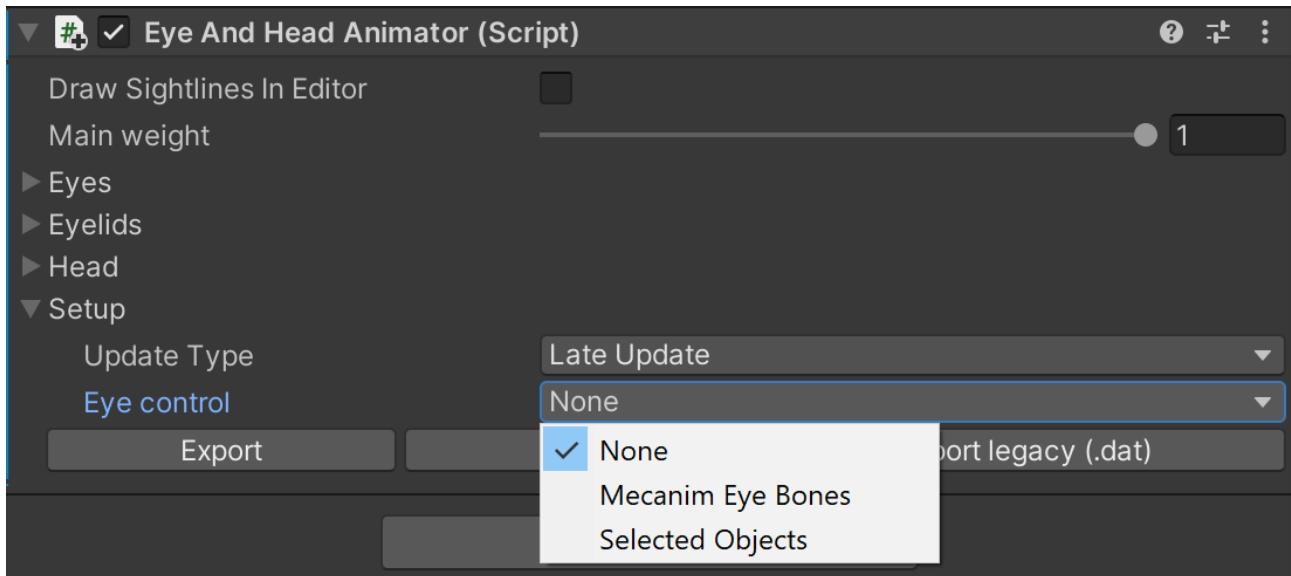 Eye And Head Animator (Script)
Draw Sightlines In Editor
Main weight 1
Eyes
Eyelids
Head
Setup
Update Type Late Update
Eye control None
Export legacy (.dat)
None
Mecanim Eye Bones
Selected Objects